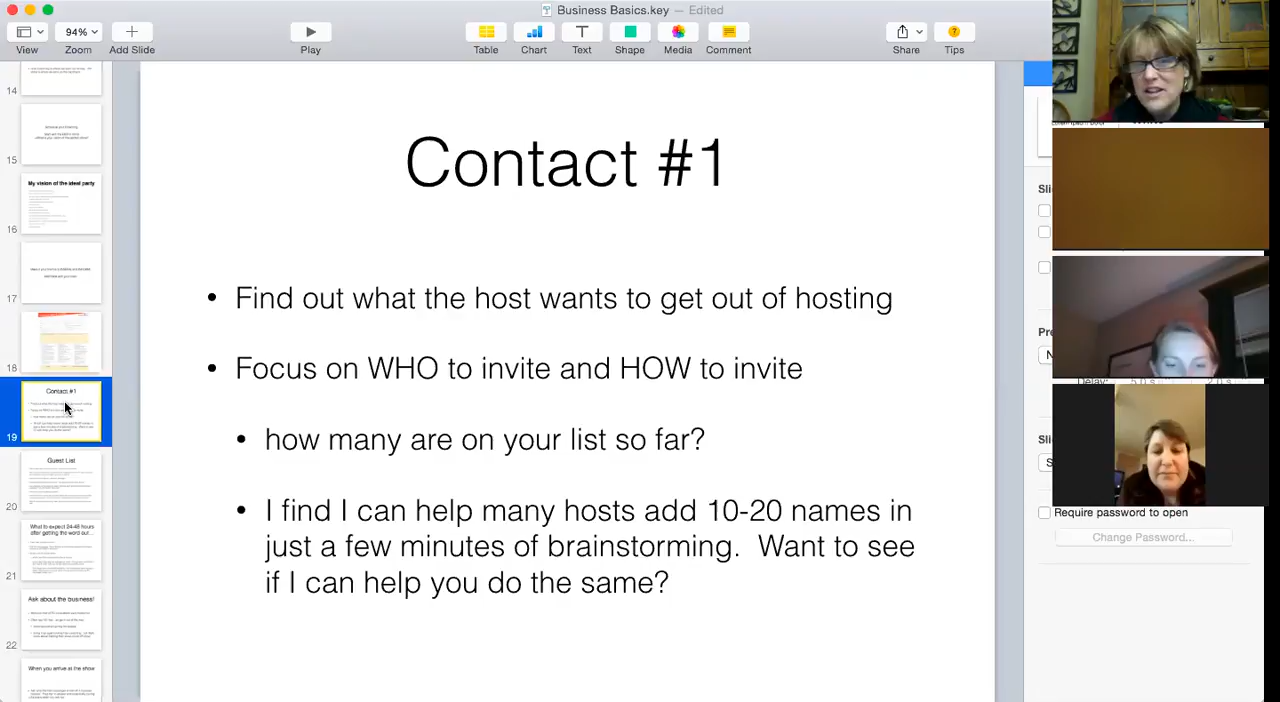 Business Basics.key — Edited
94%
View
Zoom
Add Slide
Play
Table
Chart
Text
Shape
Media
Comment
Share
Tips
14
15
My vision of the ideal party
16
17
18
Contact #1
19
Guest List
20
What to expect 24-48 hours
after getting the word out...
21
Ask about the business!
22
When you arrive at the show
Contact #1
• Find out what the host wants to get out of hosting
• Focus on WHO to invite and HOW to invite
• how many are on your list so far?
• I find I can help many hosts add 10-20 names in
just a few minutes of brainstorming. Want to see
if I can help you do the same?
Delay:
5.0 s
2.0 s
Require password to open
Change Password...